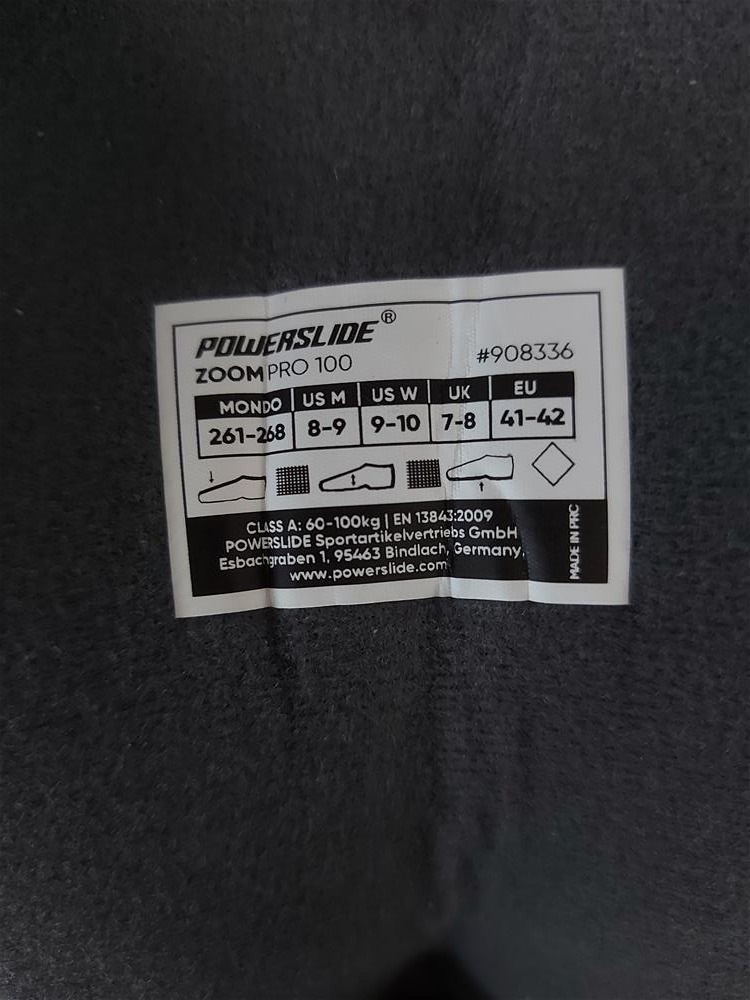 POWERSLIDE®
ZOOM PRO 100 #908336
MONDO US M US W UK EU
261-268 8-9 9-10 7-8 41-42
CLASS A: 60-100kg | EN 13843:2009
POWERSLIDE Sportartikelvertriebs GmbH
Esbachgraben 1, 95463 Bindlach, Germany,
www.powerslide.com
MADE IN PRC